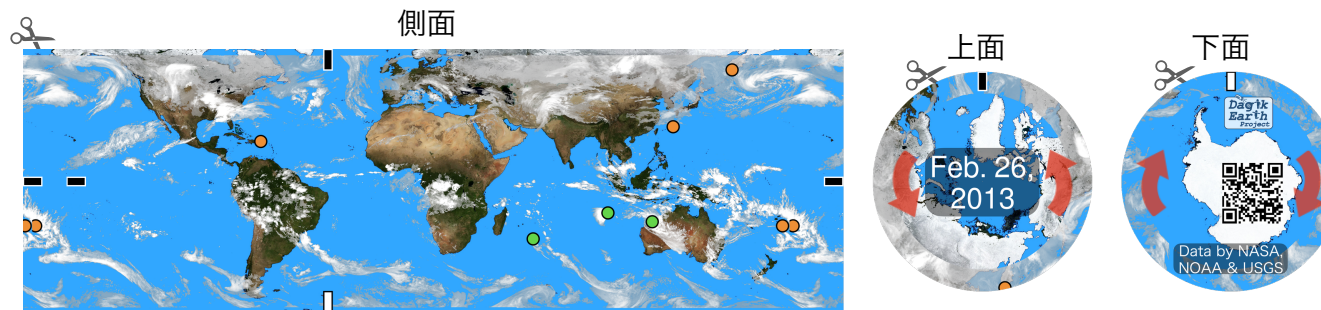 側面
上面
下面
Feb. 26,
2013
Dagik
Earth
Project
Data by NASA,
NOAA & USGS